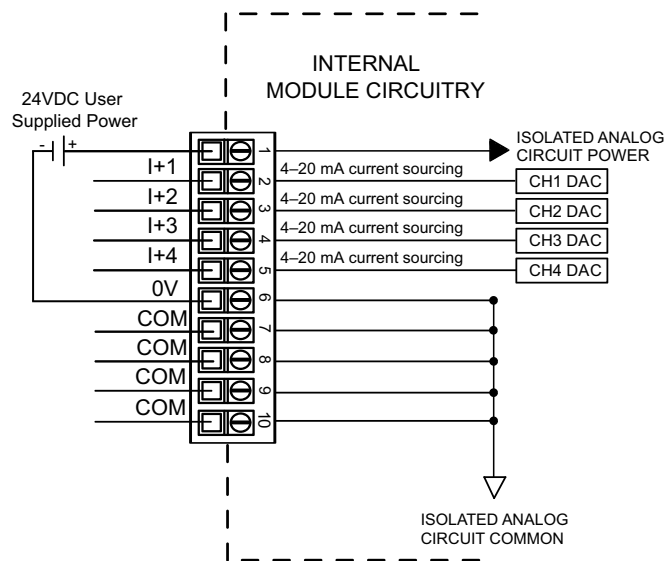 INTERNAL
MODULE CIRCUITRY
24VDC User
Supplied Power
- +
1
ISOLATED ANALOG
CIRCUIT POWER
I+1
2
4–20 mA current sourcing
CH1 DAC
I+2
3
4–20 mA current sourcing
CH2 DAC
I+3
4
4–20 mA current sourcing
CH3 DAC
I+4
5
4–20 mA current sourcing
CH4 DAC
0V
6
COM
7
COM
8
COM
9
COM
10
ISOLATED ANALOG
CIRCUIT COMMON